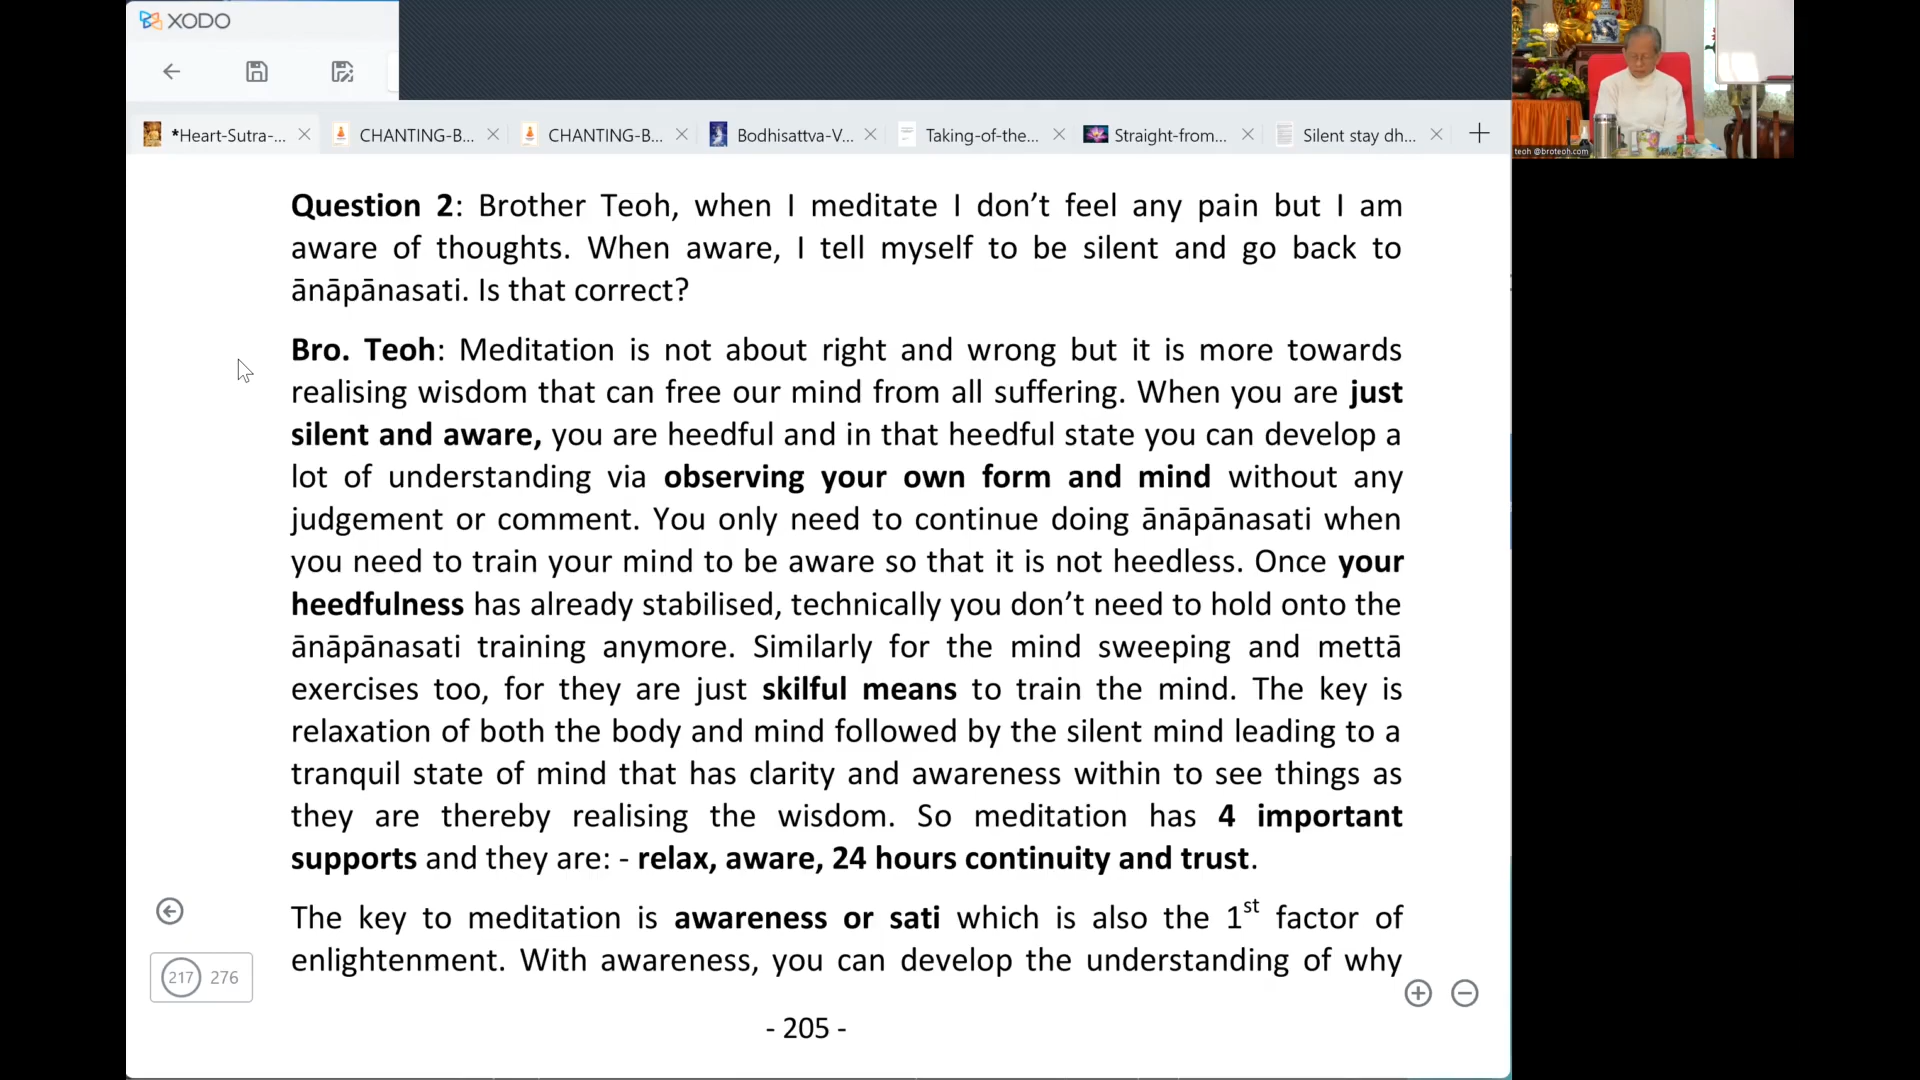 XODO
*Heart-Sutra-...
CHANTING-B...
CHANTING-B...
Bodhisattva-V...
Taking-of-the...
Straight-from...
Silent stay dh...
teoh @broteoh.com
Question 2: Brother Teoh, when I meditate I don’t feel any pain but I am
aware of thoughts. When aware, I tell myself to be silent and go back to
ānāpānasati. Is that correct?
Bro. Teoh: Meditation is not about right and wrong but it is more towards
realising wisdom that can free our mind from all suffering. When you are just
silent and aware, you are heedful and in that heedful state you can develop a
lot of understanding via observing your own form and mind without any
judgement or comment. You only need to continue doing ānāpānasati when
you need to train your mind to be aware so that it is not heedless. Once your
heedfulness has already stabilised, technically you don’t need to hold onto the
ānāpānasati training anymore. Similarly for the mind sweeping and mettā
exercises too, for they are just skilful means to train the mind. The key is
relaxation of both the body and mind followed by the silent mind leading to a
tranquil state of mind that has clarity and awareness within to see things as
they are thereby realising the wisdom. So meditation has 4 important
supports and they are: - relax, aware, 24 hours continuity and trust.
The key to meditation is awareness or sati which is also the 1st factor of
enlightenment. With awareness, you can develop the understanding of why
217 276
- 205 -